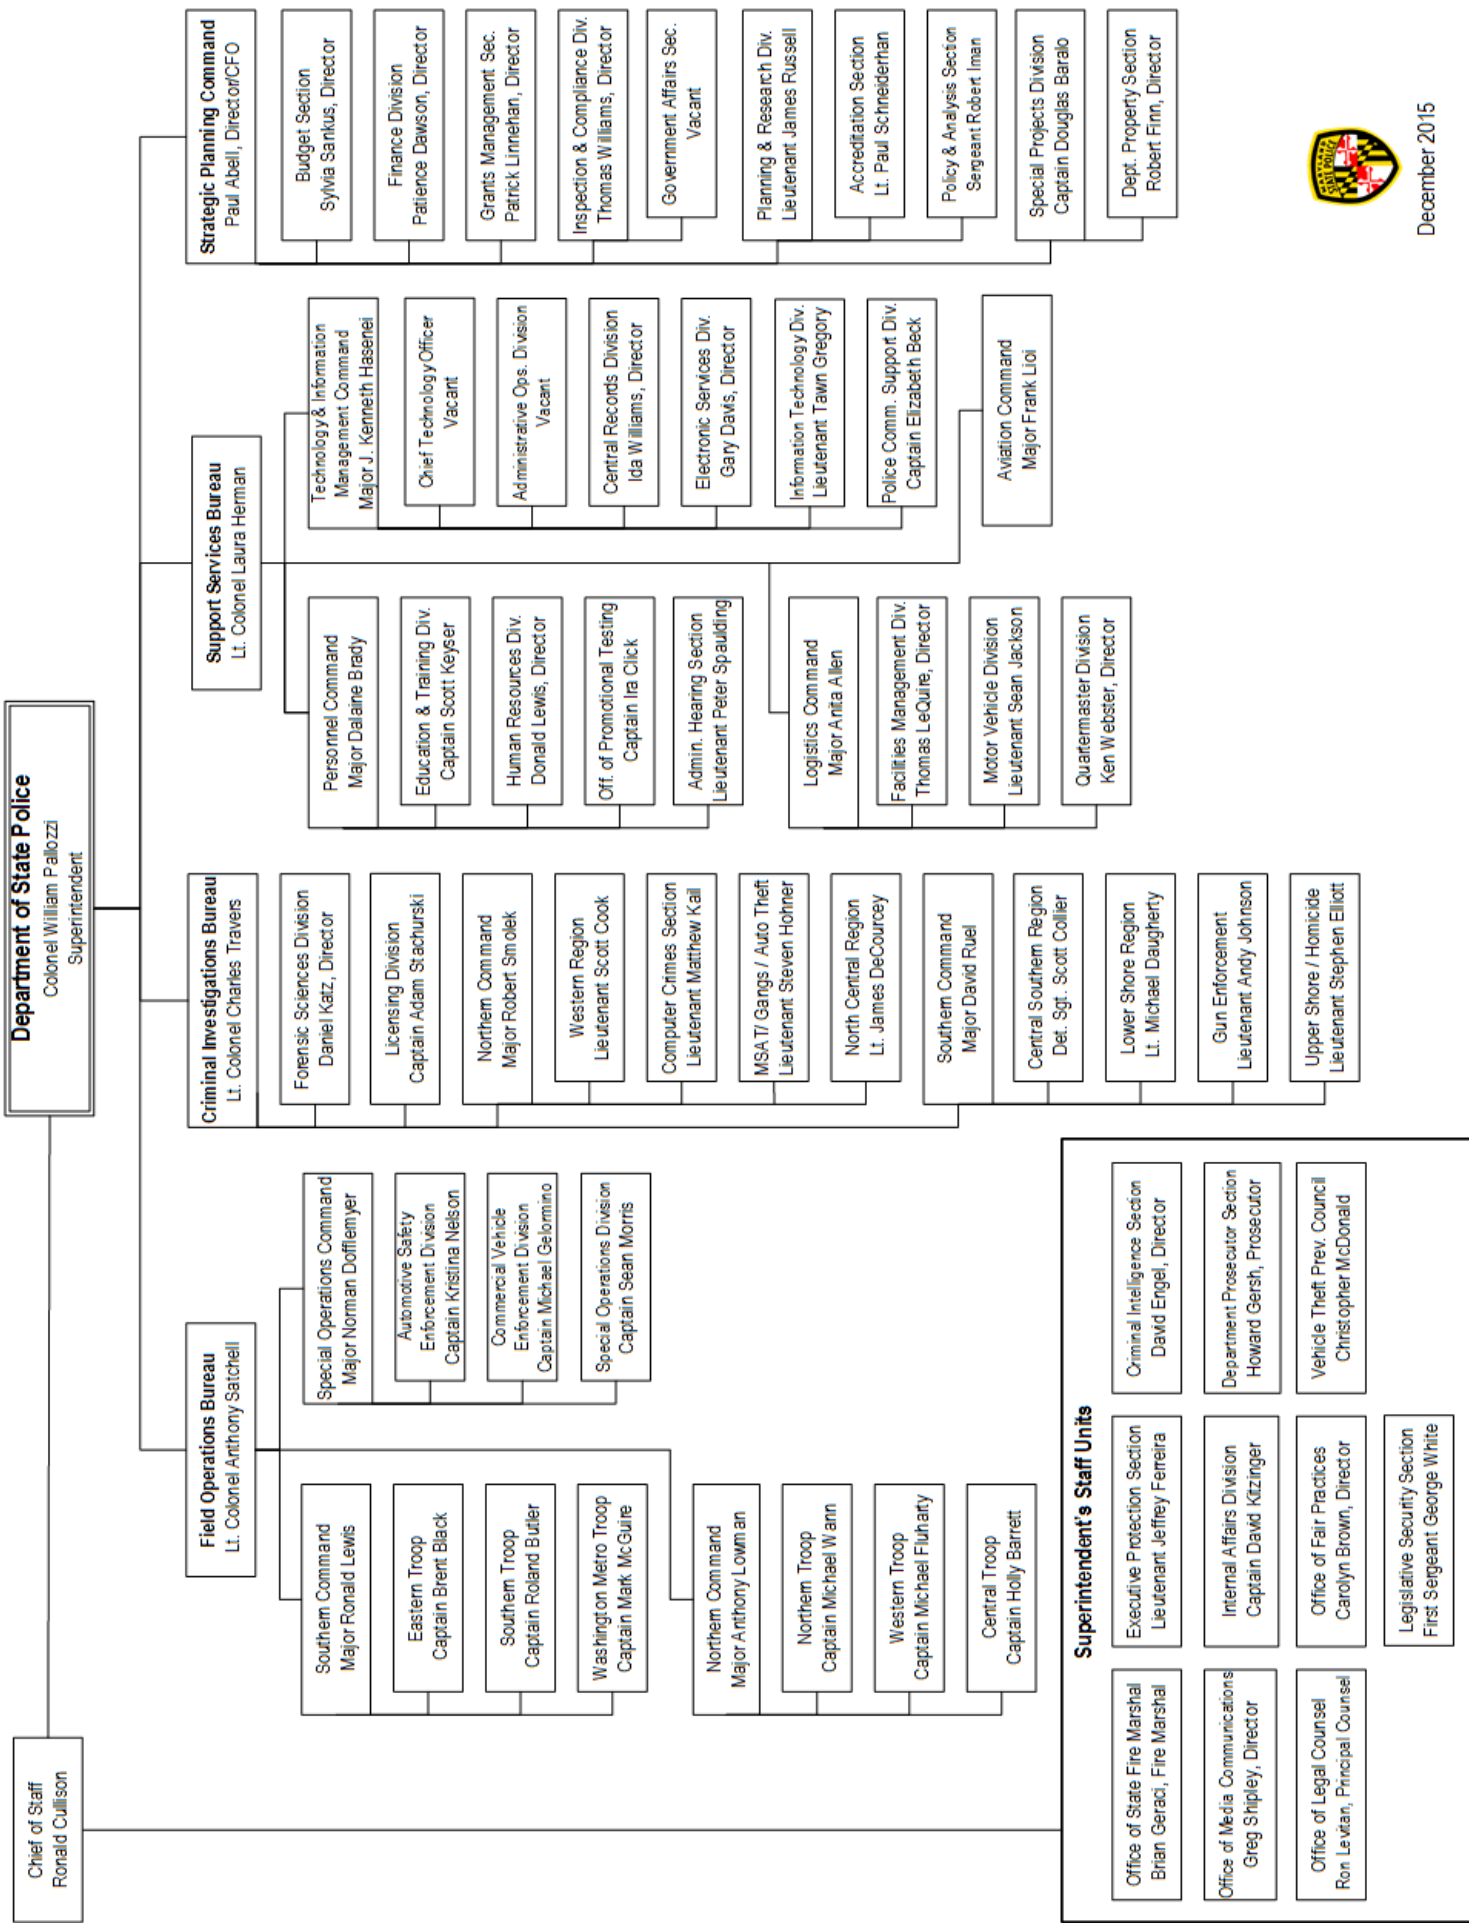 Department of State Police
Colonel William Pallozzi
Superintendent
Chief of Staff
Ronald Cullison
Field Operations Bureau
Lt. Colonel Anthony Satchell
Southern Command
Major Ronald Lewis
Eastern Troop
Captain Brent Black
Southern Troop
Captain Roland Butler
Washington Metro Troop
Captain Mark McGuire
Northern Command
Major Anthony Lowman
Northern Troop
Captain Michael Wann
Western Troop
Captain Michael Fluharty
Central Troop
Captain Holly Barrett
Special Operations Command
Major Norman Dofflemyer
Automotive Safety
Enforcement Division
Captain Kristina Nelson
Commercial Vehicle
Enforcement Division
Captain Michael Gelormino
Special Operations Division
Captain Sean Morris
Criminal Investigations Bureau
Lt. Colonel Charles Travers
Forensic Sciences Division
Daniel Katz, Director
Licensing Division
Captain Adam Stachurski
Northern Command
Major Robert Smolek
Western Region
Lieutenant Scott Cook
Computer Crimes Section
Lieutenant Matthew Kail
MSAT/ Gangs / Auto Theft
Lieutenant Steven Hohner
North Central Region
Lt. James DeCourcey
Southern Command
Major David Ruel
Central Southern Region
Det. Sgt. Scott Collier
Lower Shore Region
Lt. Michael Daugherty
Gun Enforcement
Lieutenant Andy Johnson
Upper Shore / Homicide
Lieutenant Stephen Elliott
Support Services Bureau
Lt. Colonel Laura Herman
Personnel Command
Major Dalaine Brady
Education & Training Div.
Captain Scott Keyser
Human Resources Div.
Donald Lewis, Director
Off. of Promotional Testing
Captain Ira Click
Admin. Hearing Section
Lieutenant Peter Spaulding
Logistics Command
Major Anita Allen
Facilities Management Div.
Thomas LeQuire, Director
Motor Vehicle Division
Lieutenant Sean Jackson
Quartermaster Division
Ken Webster, Director
Technology & Information
Management Command
Major J. Kenneth Hasenei
Chief Technology Officer
Vacant
Administrative Ops. Division
Vacant
Central Records Division
Ida Williams, Director
Electronic Services Div.
Gary Davis, Director
Information Technology Div.
Lieutenant Tawn Gregory
Police Comm. Support Div.
Captain Elizabeth Beck
Aviation Command
Major Frank Lioi
Strategic Planning Command
Paul Abell, Director/CFO
Budget Section
Sylvia Sankus, Director
Finance Division
Patience Dawson, Director
Grants Management Sec.
Patrick Linnehan, Director
Inspection & Compliance Div.
Thomas Williams, Director
Government Affairs Sec.
Vacant
Planning & Research Div.
Lieutenant James Russell
Accreditation Section
Lt. Paul Schneiderhan
Policy & Analysis Section
Sergeant Robert Iman
Special Projects Division
Captain Douglas Baralo
Dept. Property Section
Robert Finn, Director
Superintendent's Staff Units
Office of State Fire Marshal
Brian Geraci, Fire Marshal
Executive Protection Section
Lieutenant Jeffrey Ferreira
Criminal Intelligence Section
David Engel, Director
Office of Media Communications
Greg Shipley, Director
Internal Affairs Division
Captain David Kitzinger
Department Prosecutor Section
Howard Gersh, Prosecutor
Office of Legal Counsel
Ron Levitan, Principal Counsel
Office of Fair Practices
Carolyn Brown, Director
Vehicle Theft Prev. Council
Christopher McDonald
Legislative Security Section
First Sergeant George White
MARYLAND
STATE POLICE
December 2015